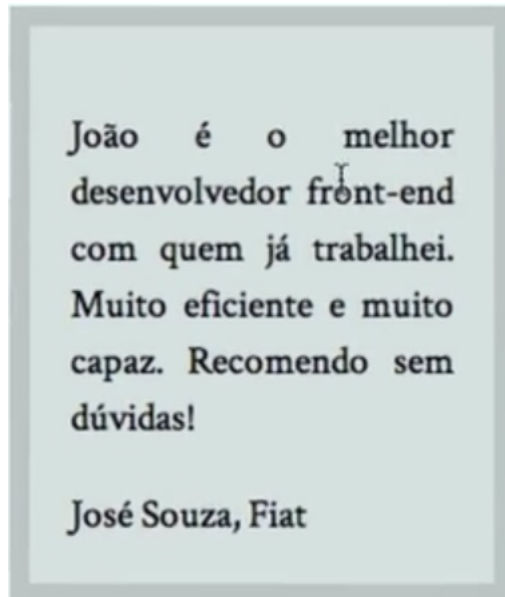 João é o melhor
desenvolvedor front-end
com quem já trabalhei.
Muito eficiente e muito
capaz. Recomendo sem
dúvidas!
José Souza, Fiat